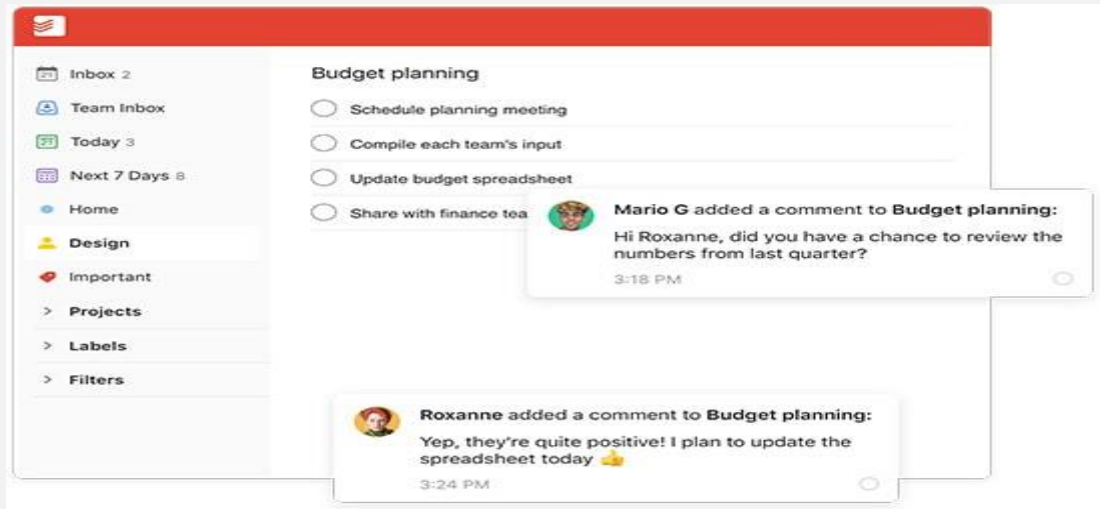 Inbox 2
Team Inbox
Today 3
Next 7 Days 8
Home
Design
Important
Projects
Labels
Filters
Budget planning
Schedule planning meeting
Compile each team's input
Update budget spreadsheet
Share with finance tea
Mario G added a comment to Budget planning:
Hi Roxanne, did you have a chance to review the
numbers from last quarter?
3:18 PM
Roxanne added a comment to Budget planning:
Yep, they're quite positive! I plan to update the
spreadsheet today 👍
3:24 PM